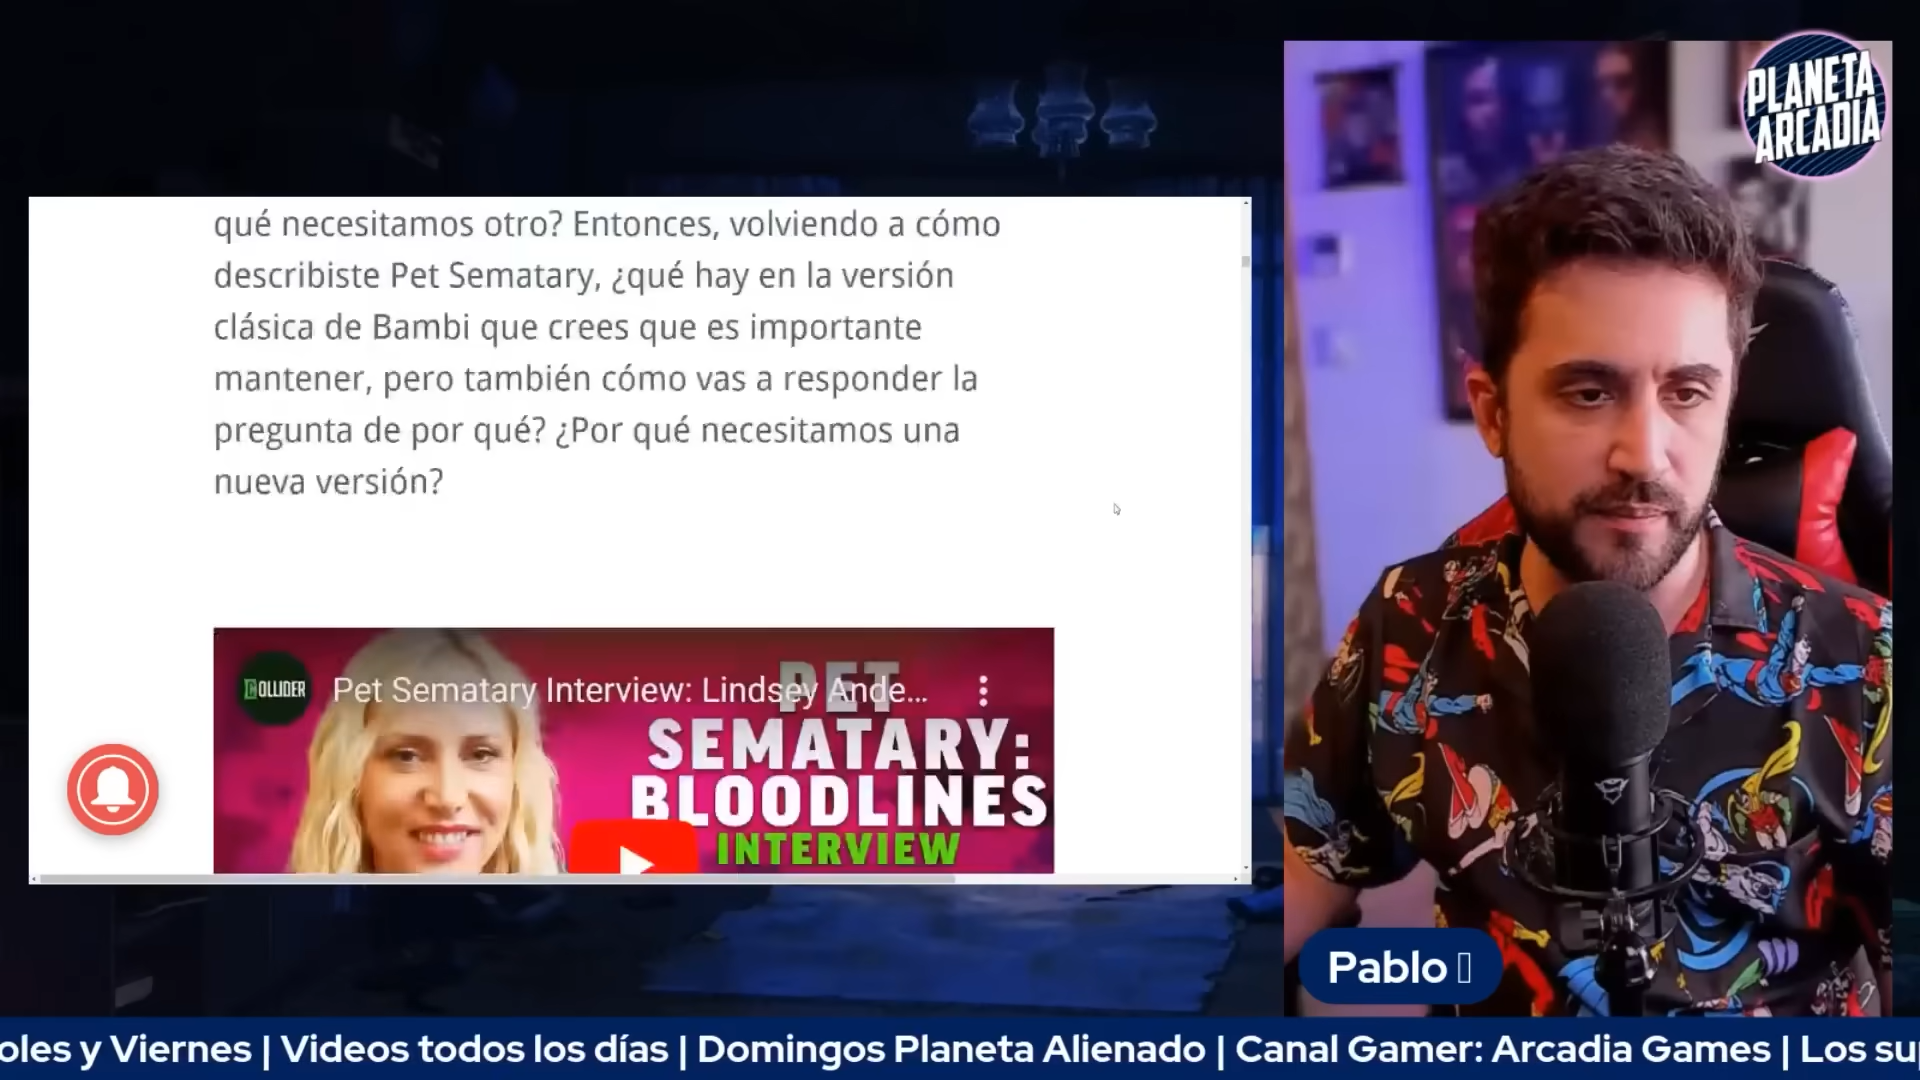 PLANETA
ARCADIA
qué necesitamos otro? Entonces, volviendo a cómo
describiste Pet Sematary, ¿qué hay en la versión
clásica de Bambi que crees que es importante
mantener, pero también cómo vas a responder la
pregunta de por qué? ¿Por qué necesitamos una
nueva versión?
COLLIDER
Pet Sematary Interview: Lindsey Ande...
PET
SEMATARY:
BLOODLINES
INTERVIEW
Pablo
oles y Viernes | Videos todos los días | Domingos Planeta Alienado | Canal Gamer: Arcadia Games | Los su